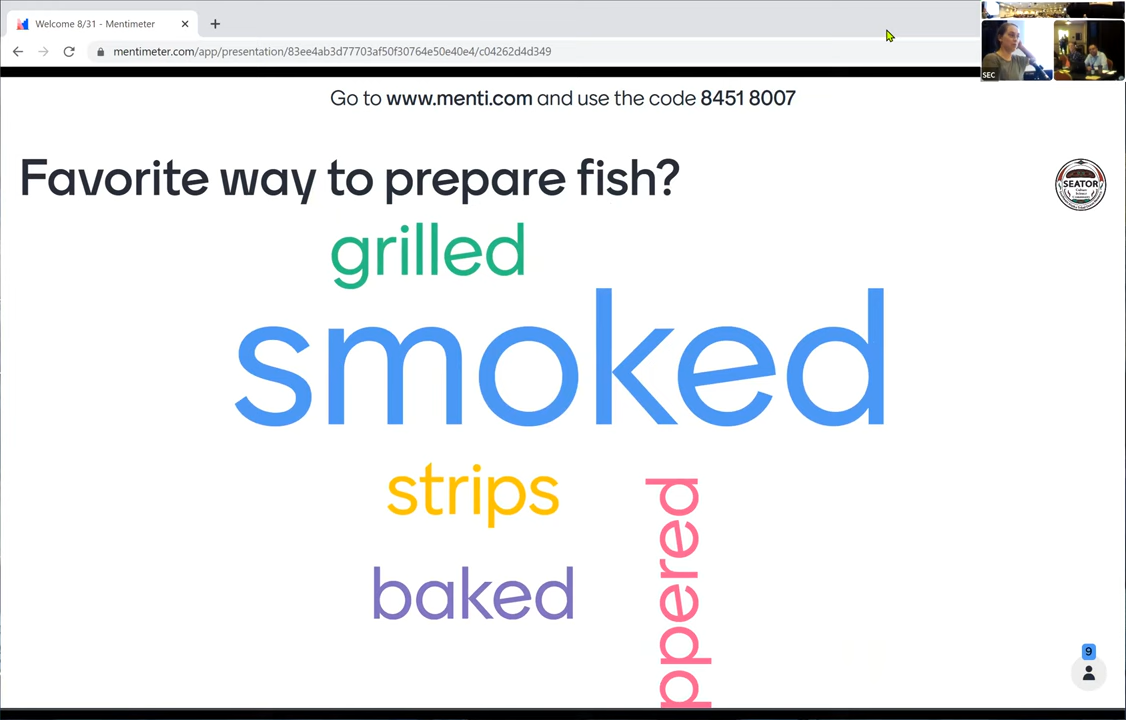 Welcome 8/31 - Mentimeter
mentimeter.com/app/presentation/83ee4ab3d77703af50f30764e50e40e4/c04262d4d349
SEC
Go to www.menti.com and use the code 8451 8007
Favorite way to prepare fish?
SEATOR
grilled
smoked
strips
ppered
baked
9